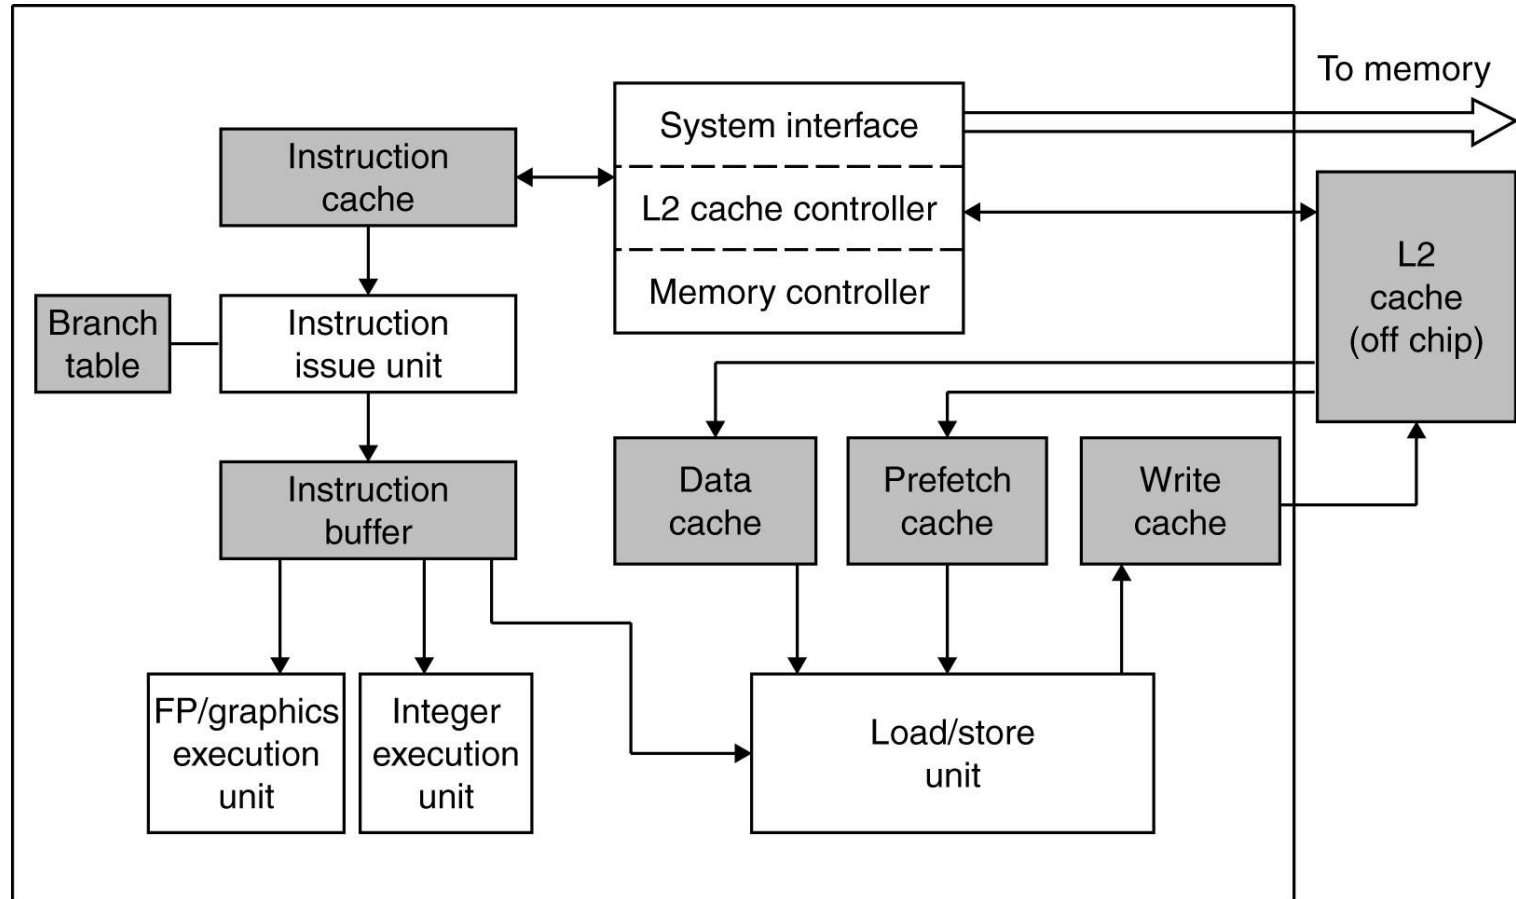 To memory
System interface
Instruction
cache
L2 cache controller
Memory controller
L2
cache
(off chip)
Branch
table
Instruction
issue unit
Instruction
buffer
Data
cache
Prefetch
cache
Write
cache
FP/graphics
execution
unit
Integer
execution
unit
Load/store
unit